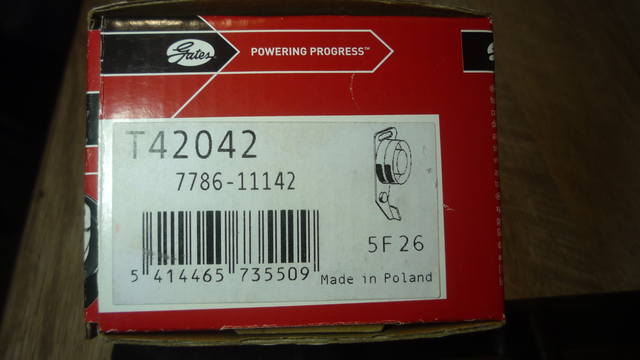 Gates
POWERING PROGRESS™
T42042
7786-11142
5F26
5 414465 735509
Made in Poland